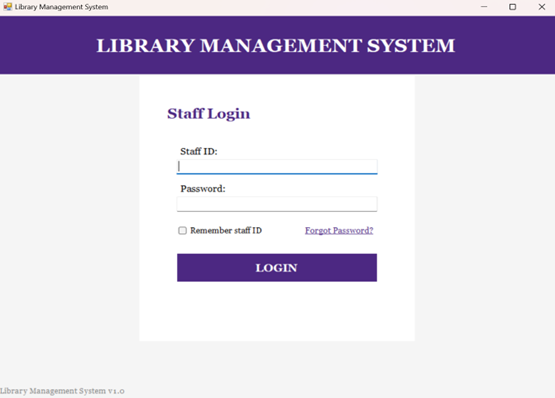 Library Management System
LIBRARY MANAGEMENT SYSTEM
Staff Login
Staff ID:
Password:
Remember staff ID Forgot Password?
LOGIN
Library Management System v1.0